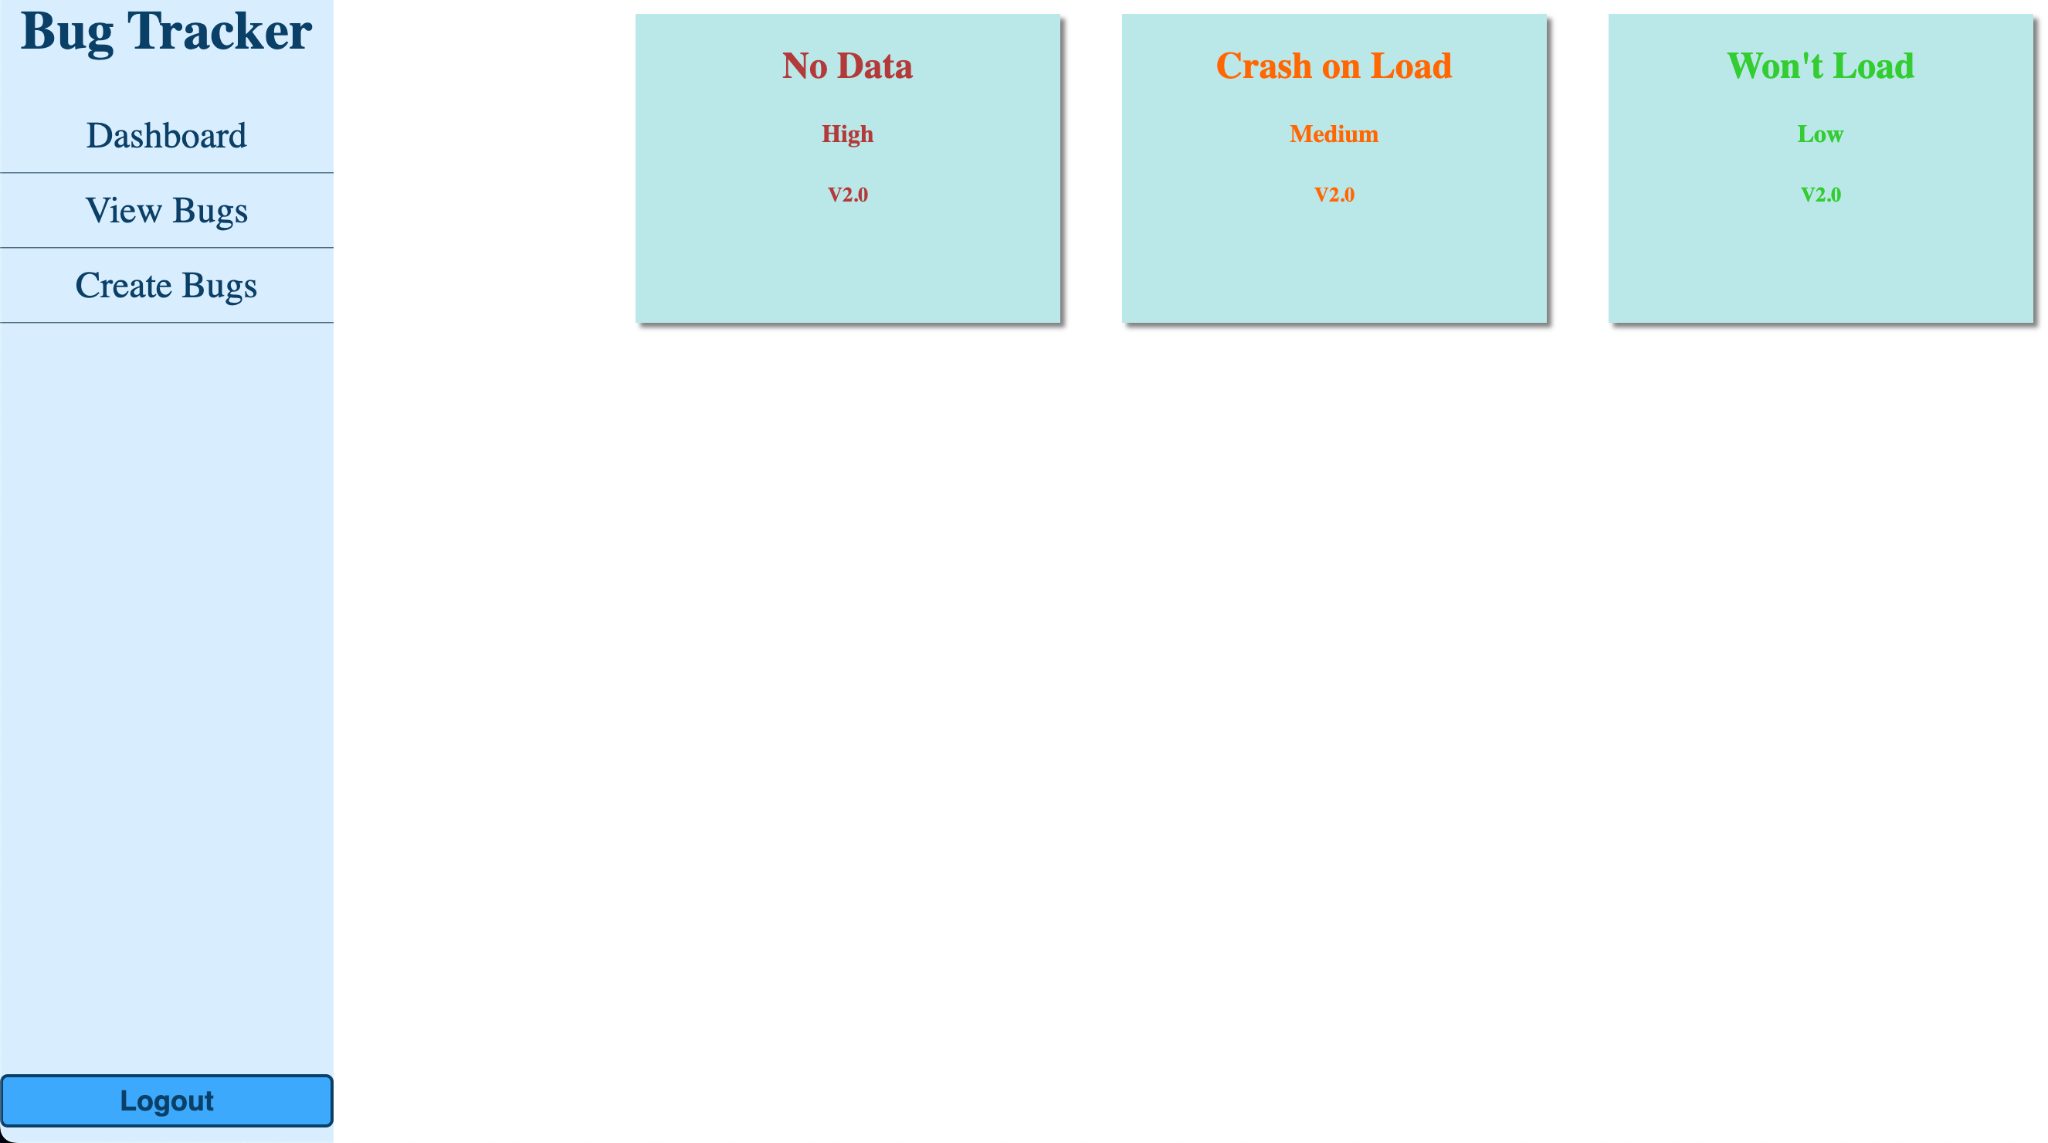 Bug Tracker
Dashboard
View Bugs
Create Bugs
Logout
No Data
High
V2.0
Crash on Load
Medium
V2.0
Won't Load
Low
V2.0